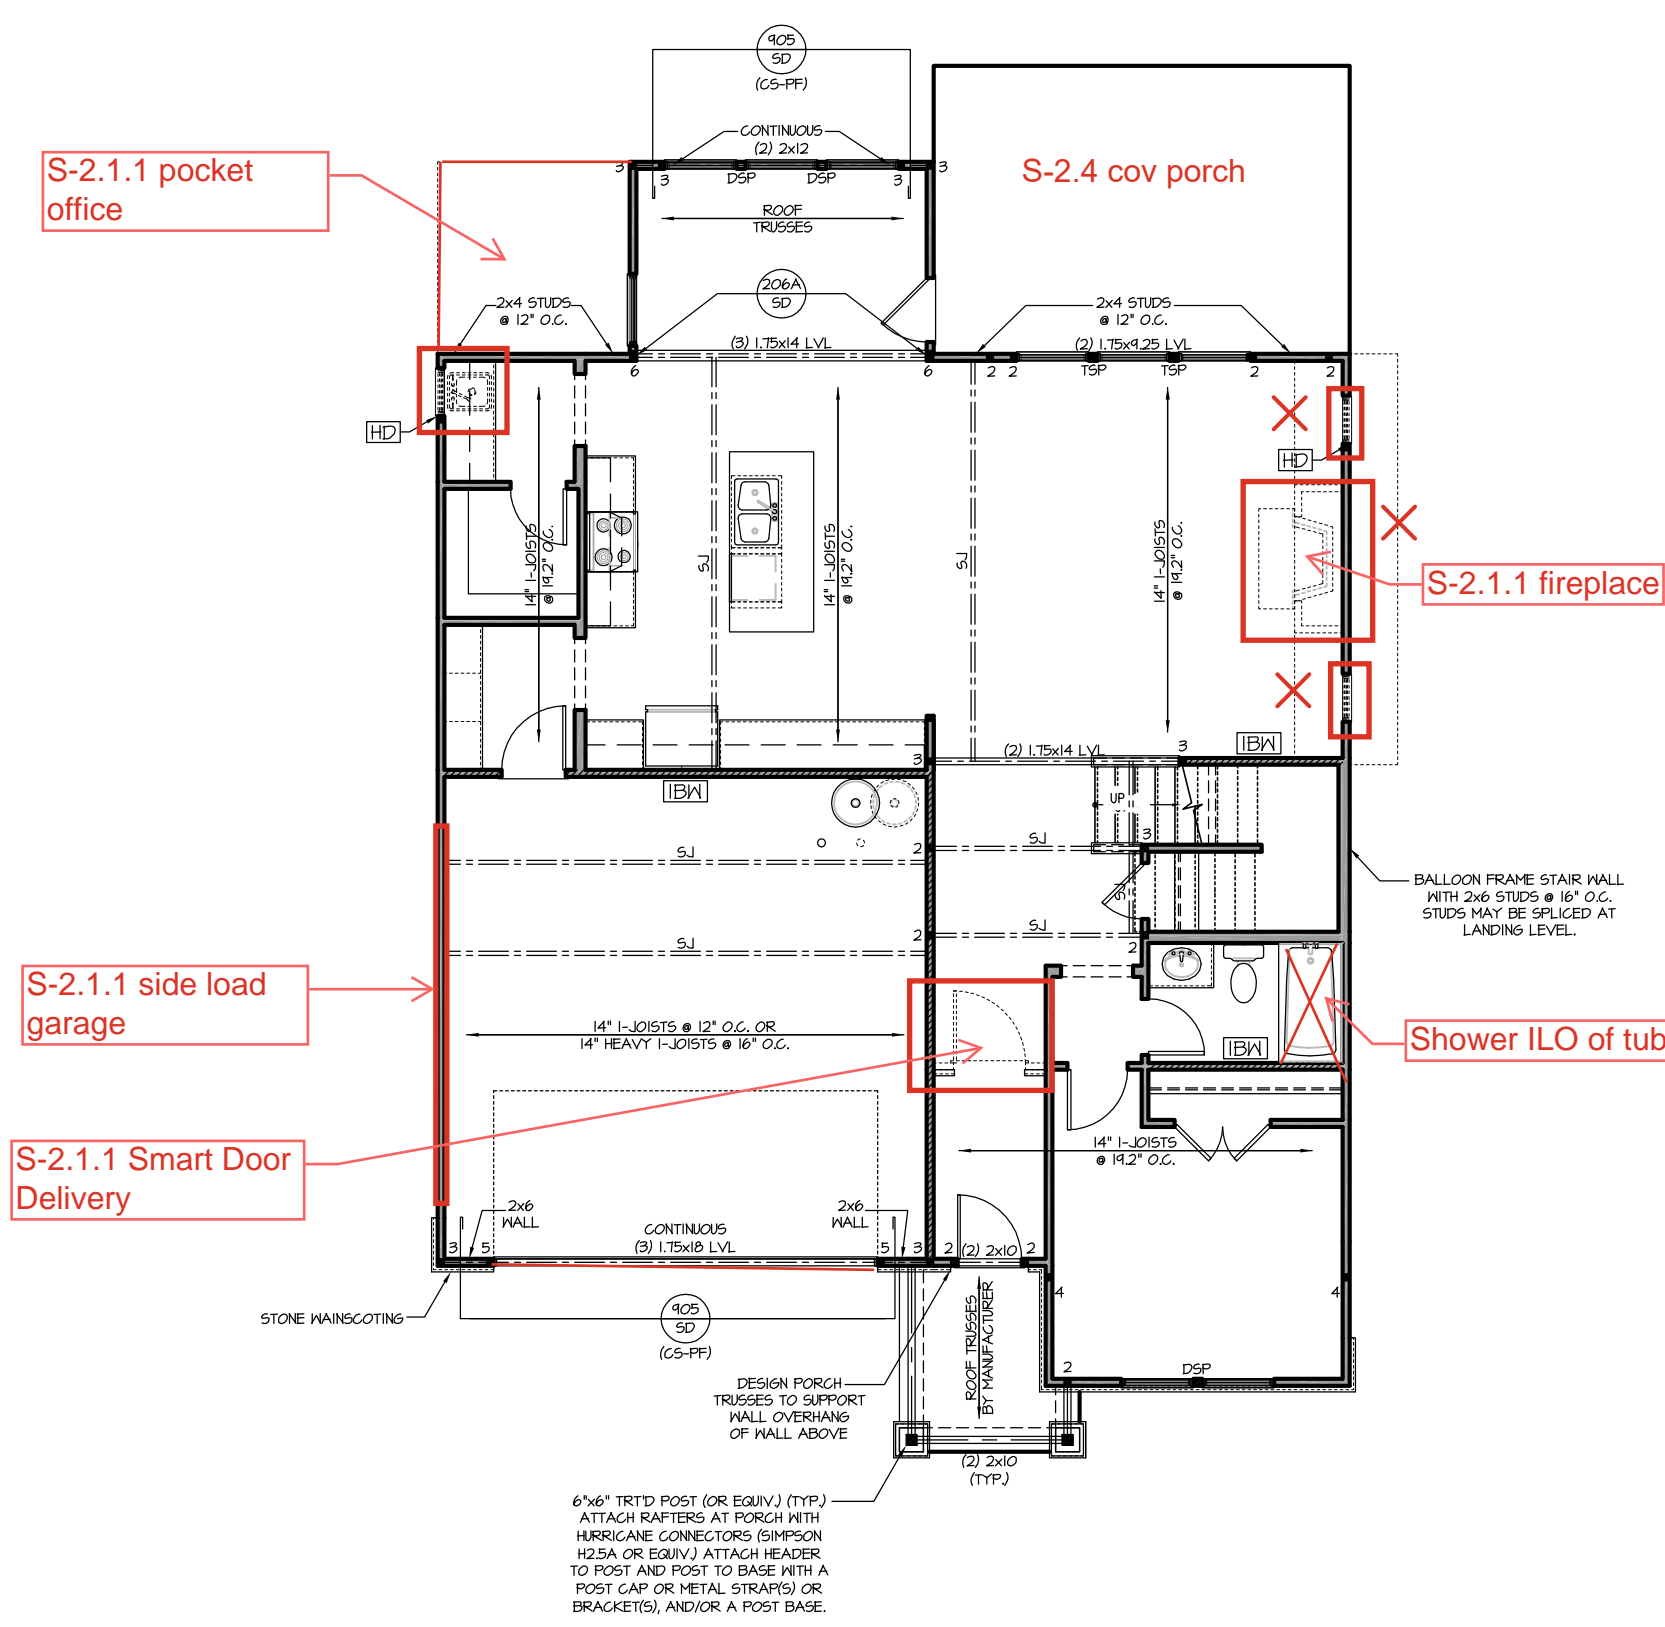 905
SD
(CS-PF)
CONTINUOUS
(2) 2x12
S-2.1.1 pocket
office
S-2.4 cov porch
3
3
DSP
DSP
3
3
ROOF
TRUSSES
206A
SD
2x4 STUDS
@ 12" O.C.
2x4 STUDS
@ 12" O.C.
(3) 1.75x14 LVL
(2) 1.75x9.25 LVL
6
6
2
2
TSP
TSP
2
2
HD
HD
14" I-JOISTS
@ 19.2" O.C.
SJ
14" I-JOISTS
@ 19.2" O.C.
SJ
14" I-JOISTS
@ 19.2" O.C.
S-2.1.1 fireplace
3
(2) 1.75x14 LVL
3
IBW
IBW
UP
SJ
2
SJ
3
SJ
BALLOON FRAME STAIR WALL
WITH 2x6 STUDS @ 16" O.C.
STUDS MAY BE SPLICED AT
LANDING LEVEL.
SJ
2
SJ
2
S-2.1.1 side load
garage
14" I-JOISTS @ 12" O.C. OR
14" HEAVY I-JOISTS @ 16" O.C.
IBW
Shower ILO of tub
S-2.1.1 Smart Door
Delivery
14" I-JOISTS
@ 19.2" O.C.
2x6
WALL
2x6
WALL
CONTINUOUS
(3) 1.75x18 LVL
3
5
5
3
2
(2) 2x10
2
STONE WAINSCOTING
905
SD
(CS-PF)
ROOF TRUSSES
BY MANUFACTURER
4
4
2
DSP
DESIGN PORCH
TRUSSES TO SUPPORT
WALL OVERHANG
OF WALL ABOVE
(2) 2x10
(TYP.)
6"x6" TRT'D POST (OR EQUIV.) (TYP.)
ATTACH RAFTERS AT PORCH WITH
HURRICANE CONNECTORS (SIMPSON
H2.5A OR EQUIV.) ATTACH HEADER
TO POST AND POST TO BASE WITH A
POST CAP OR METAL STRAP(S) OR
BRACKET(S), AND/OR A POST BASE.